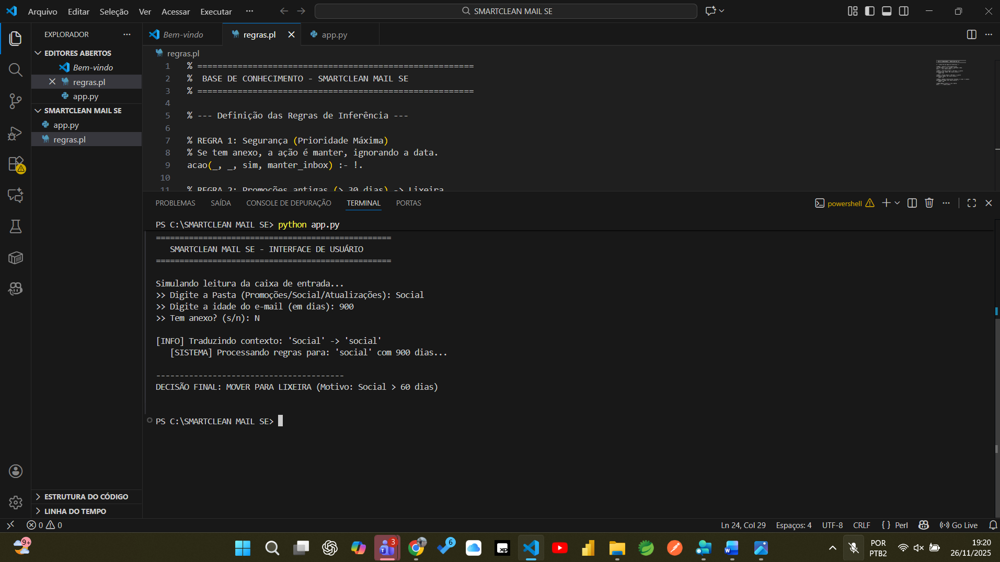 Arquivo Editar Seleção Ver Acessar Executar ··· SMARTCLEAN MAIL SE
EXPLORADOR ···
EDITORES ABERTOS
Bem-vindo
regras.pl
app.py
SMARTCLEAN MAIL SE
app.py
regras.pl
ESTRUTURA DO CÓDIGO
LINHA DO TEMPO
Bem-vindo regras.pl app.py
regras.pl
1 % =======================================================
2 % BASE DE CONHECIMENTO - SMARTCLEAN MAIL SE
3 % =======================================================
4
5 % --- Definição das Regras de Inferência ---
6
7 % REGRA 1: Segurança (Prioridade Máxima)
8 % Se tem anexo, a ação é manter, ignorando a data.
9 acao(_, _, sim, manter_inbox) :- !.
10
11 % REGRA 2: Promoções antigas (> 30 dias) -> Lixeira
PROBLEMAS SAÍDA CONSOLE DE DEPURAÇÃO TERMINAL PORTAS
powershell
PS C:\SMARTCLEAN MAIL SE> python app.py
==================================================
SMARTCLEAN MAIL SE - INTERFACE DE USUÁRIO
==================================================
Simulando leitura da caixa de entrada...
>> Digite a Pasta (Promoções/Social/Atualizações): Social
>> Digite a idade do e-mail (em dias): 900
>> Tem anexo? (s/n): N
[INFO] Traduzindo contexto: 'Social' -> 'social'
[SISTEMA] Processando regras para: 'social' com 900 dias...
----------------------------------------
DECISÃO FINAL: MOVER PARA LIXEIRA (Motivo: Social > 60 dias)
PS C:\SMARTCLEAN MAIL SE>
0 0 Ln 24, Col 29 Espaços: 4 UTF-8 CRLF { } Perl Go Live
9+ 3 6 XP POR 19:20
PTB2 26/11/2025